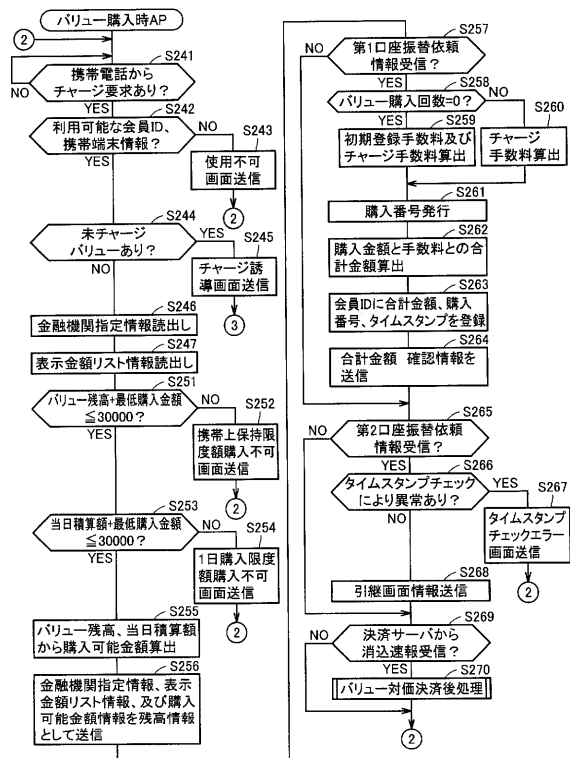 バリュー購入時AP
2
S241
携帯電話から
チャージ要求あり？
NO
YES
S242
利用可能な会員ID、
携帯端末情報？
NO
YES
S243
使用不可
画面送信
2
S244
未チャージ
バリューあり？
YES
NO
S245
チャージ誘
導画面送信
3
S246
金融機関指定情報読出し
S247
表示金額リスト情報読出し
S251
バリュー残高+最低購入金額
≦30000？
NO
YES
S252
携帯上保持限
度額購入不可
画面送信
2
S253
当日積算額+最低購入金額
≦30000？
NO
YES
S254
1日購入限度
額購入不可
画面送信
2
S255
バリュー残高、当日積算額
から購入可能金額算出
S256
金融機関指定情報、表示
金額リスト情報、及び購入
可能金額情報を残高情報
として送信
S257
第1口座振替依頼
情報受信？
NO
YES
S258
バリュー購入回数=0？
NO
YES
S259
初期登録手数料及び
チャージ手数料算出
S260
チャージ
手数料算出
S261
購入番号発行
S262
購入金額と手数料との合
計金額算出
S263
会員IDに合計金額、購入
番号、タイムスタンプを登録
S264
合計金額 確認情報を
送信
S265
第2口座振替依頼
情報受信？
NO
YES
S266
タイムスタンプチェック
により異常あり？
YES
NO
S267
タイムスタンプ
チェックエラー
画面送信
2
S268
引継画面情報送信
S269
決済サーバから
消込速報受信？
NO
YES
S270
バリュー対価決済後処理
2